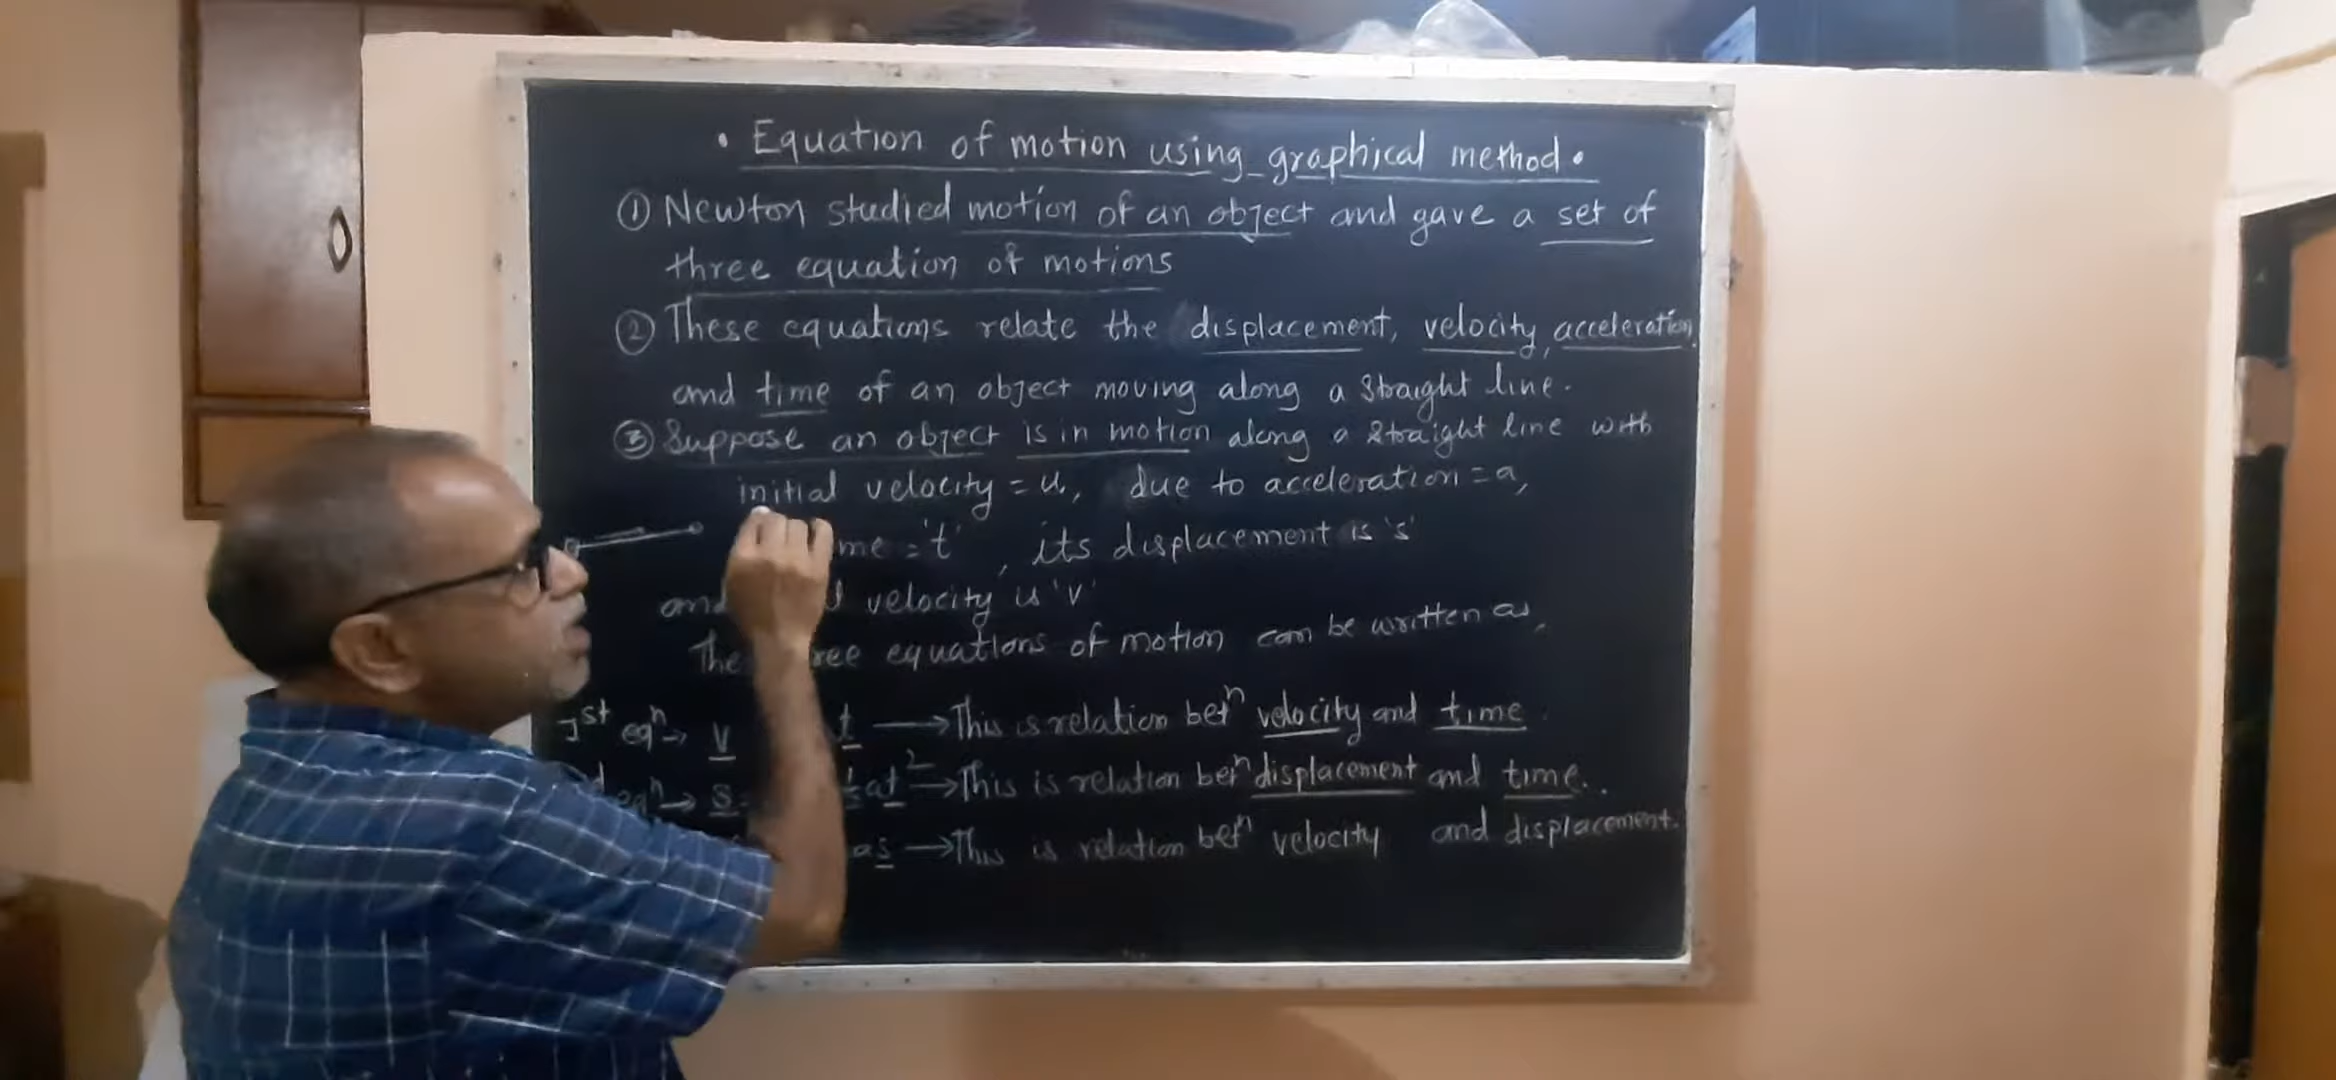 • Equation of motion using graphical method •
① Newton studied motion of an object and gave a set of
three equation of motions
② These equations relate the displacement, velocity, acceleration
and time of an object moving along a straight line.
③ Suppose an object is in motion along a straight line with
initial velocity = u, due to acceleration = a,
me = 't', its displacement is 's'
and velocity is 'v'
The ree equations of motion can be written as,
1st eqn→ v t → This is relation betn velocity and time.
eqn→ s = ½at² → This is relation betn displacement and time..
as → This is relation betn velocity and displacement.